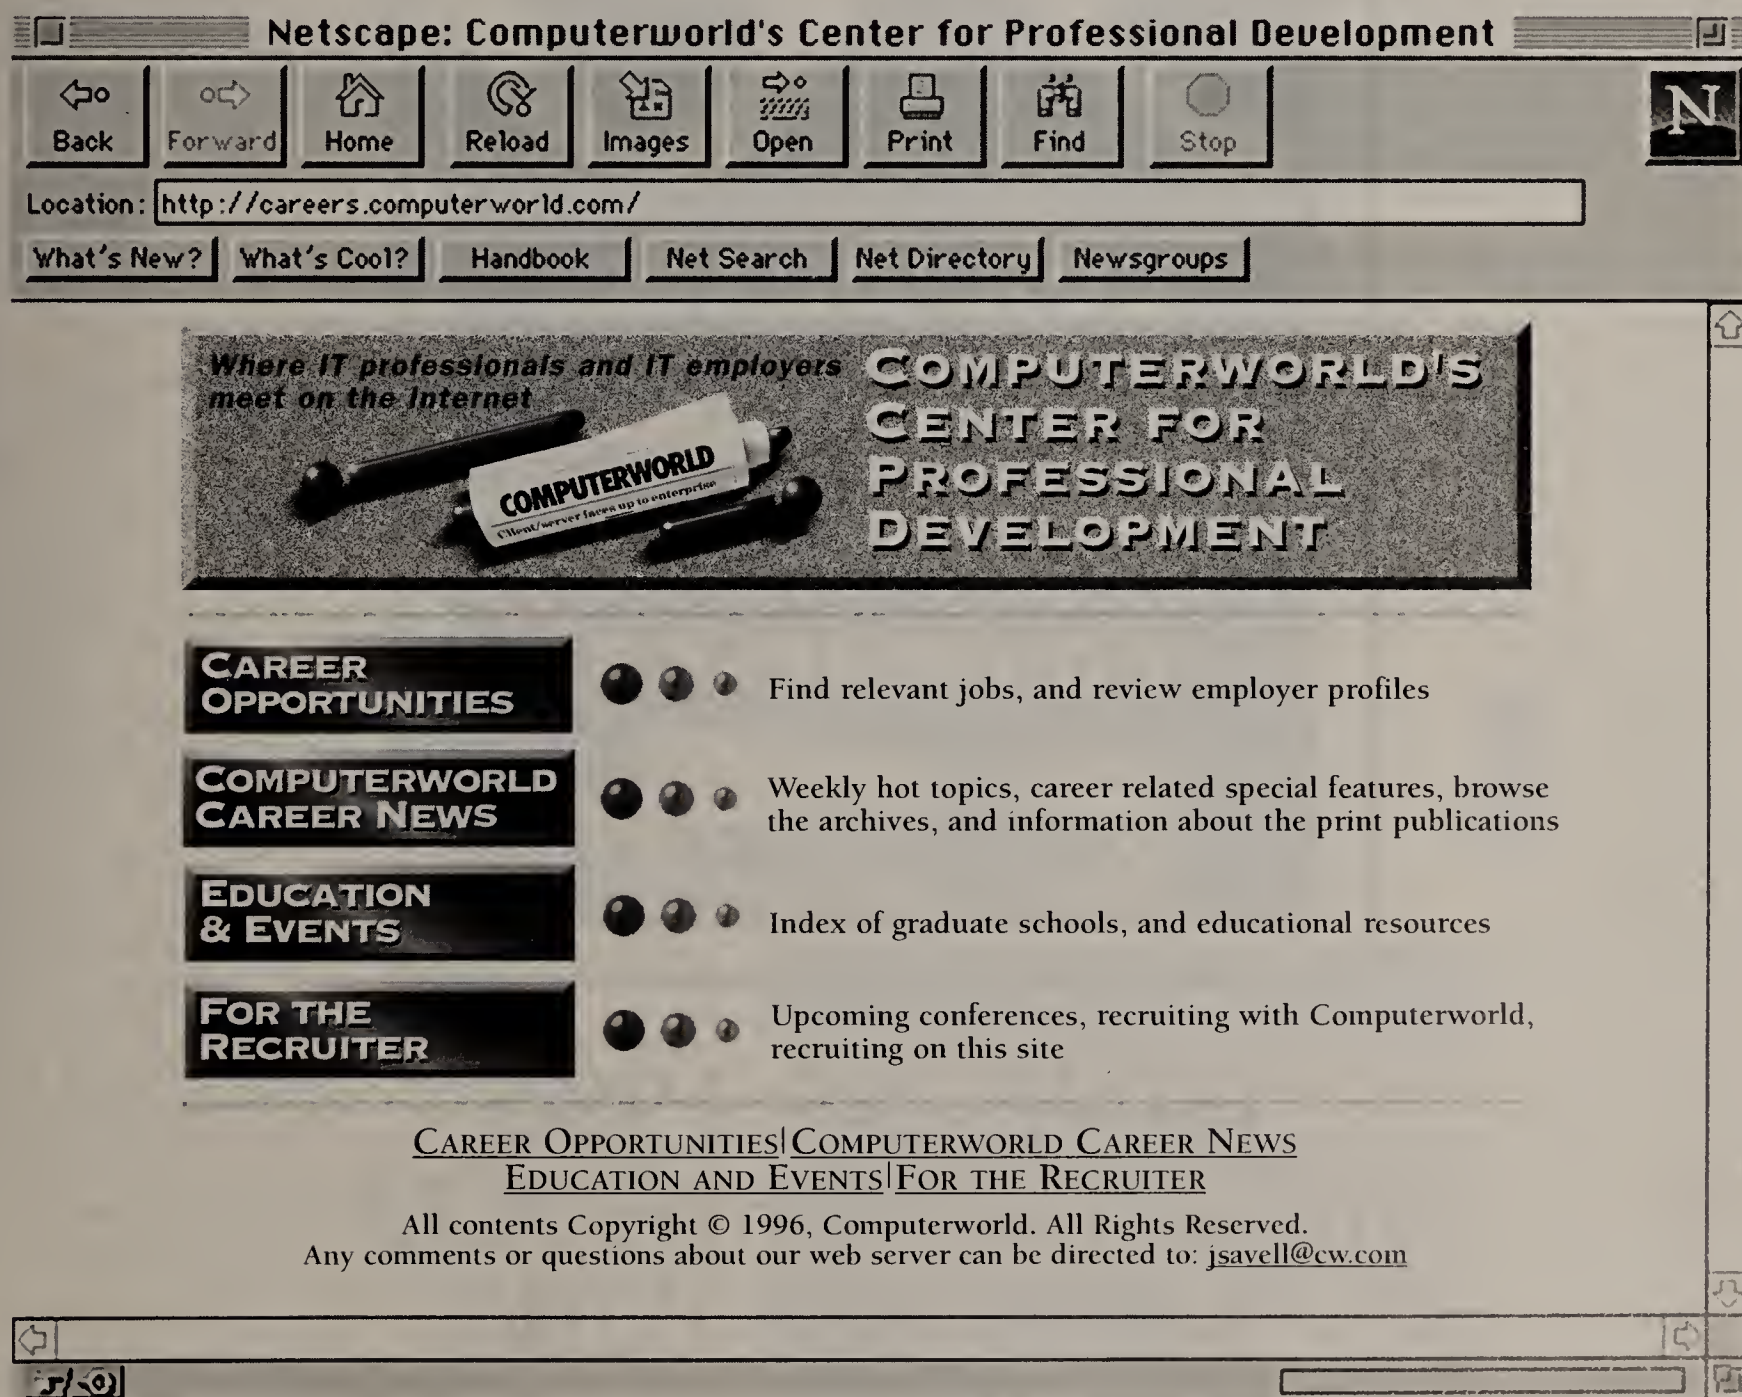 Netscape: Computerworld's Center for Professional Development
Back Forward Home Reload Images Open Print Find Stop
N
Location: http://careers.computerworld.com/
What's New? What's Cool? Handbook Net Search Net Directory Newsgroups
Where IT professionals and IT employers
meet on the Internet
COMPUTERWORLD
Client/server faces up to enterprise
COMPUTERWORLD'S
CENTER FOR
PROFESSIONAL
DEVELOPMENT
CAREER
OPPORTUNITIES
Find relevant jobs, and review employer profiles
COMPUTERWORLD
CAREER NEWS
Weekly hot topics, career related special features, browse
the archives, and information about the print publications
EDUCATION
& EVENTS
Index of graduate schools, and educational resources
FOR THE
RECRUITER
Upcoming conferences, recruiting with Computerworld,
recruiting on this site
CAREER OPPORTUNITIES|COMPUTERWORLD CAREER NEWS
EDUCATION AND EVENTS|FOR THE RECRUITER
All contents Copyright © 1996, Computerworld. All Rights Reserved.
Any comments or questions about our web server can be directed to: jsavell@cw.com